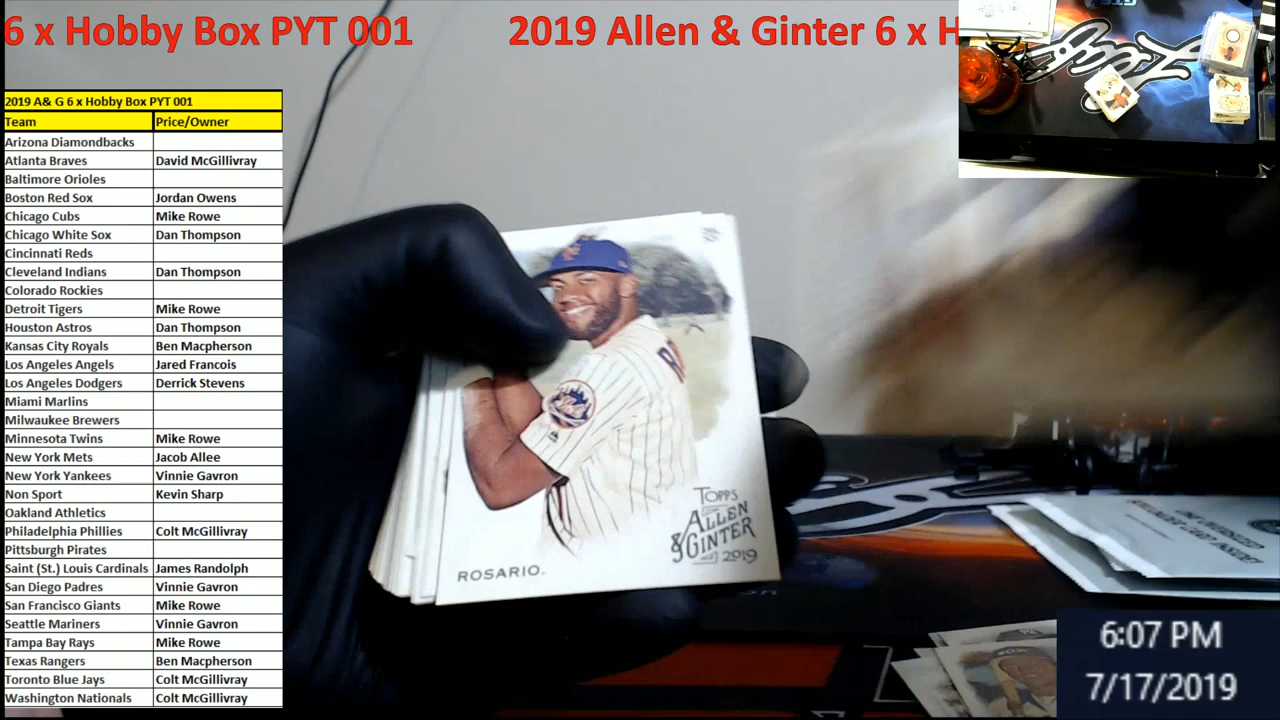 6 x Hobby Box PYT 001 2019 Allen & Ginter 6 x H
2019 A& G 6 x Hobby Box PYT 001
Team Price/Owner
Arizona Diamondbacks
Atlanta Braves David McGillivray
Baltimore Orioles
Boston Red Sox Jordan Owens
Chicago Cubs Mike Rowe
Chicago White Sox Dan Thompson
Cincinnati Reds
Cleveland Indians Dan Thompson
Colorado Rockies
Detroit Tigers Mike Rowe
Houston Astros Dan Thompson
Kansas City Royals Ben Macpherson
Los Angeles Angels Jared Francois
Los Angeles Dodgers Derrick Stevens
Miami Marlins
Milwaukee Brewers
Minnesota Twins Mike Rowe
New York Mets Jacob Allee
New York Yankees Vinnie Gavron
Non Sport Kevin Sharp
Oakland Athletics
Philadelphia Phillies Colt McGillivray
Pittsburgh Pirates
Saint (St.) Louis Cardinals James Randolph
San Diego Padres Vinnie Gavron
San Francisco Giants Mike Rowe
Seattle Mariners Vinnie Gavron
Tampa Bay Rays Mike Rowe
Texas Rangers Ben Macpherson
Toronto Blue Jays Colt McGillivray
Washington Nationals Colt McGillivray
TOPPS
ALLEN
& GINTER
2019
ROSARIO.
6:07 PM
7/17/2019